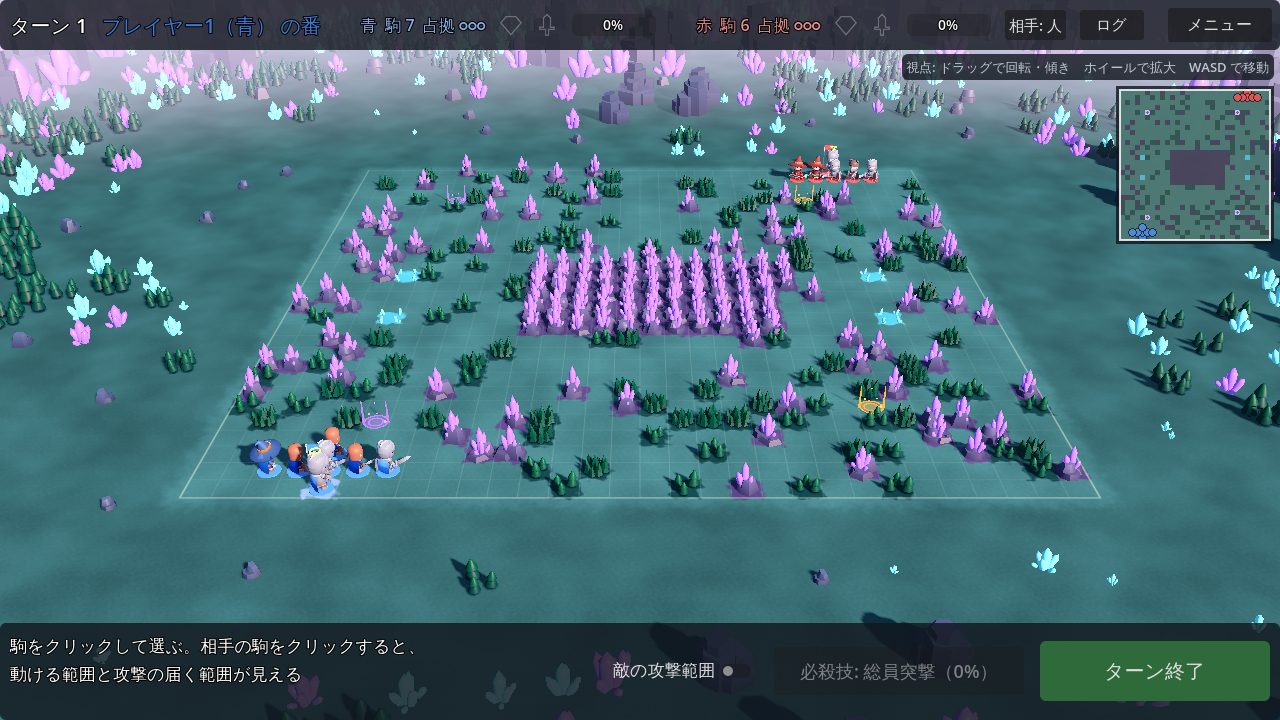 ターン 1 プレイヤー1（青） の番 青 駒 7 占拠 0% 赤 駒 6 占拠 0% 相手: 人 ログ メニュー
視点: ドラッグで回転・傾き ホイールで拡大 WASD で移動
駒をクリックして選ぶ。相手の駒をクリックすると、
動ける範囲と攻撃の届く範囲が見える
敵の攻撃範囲 必殺技: 総員突撃（0%） ターン終了